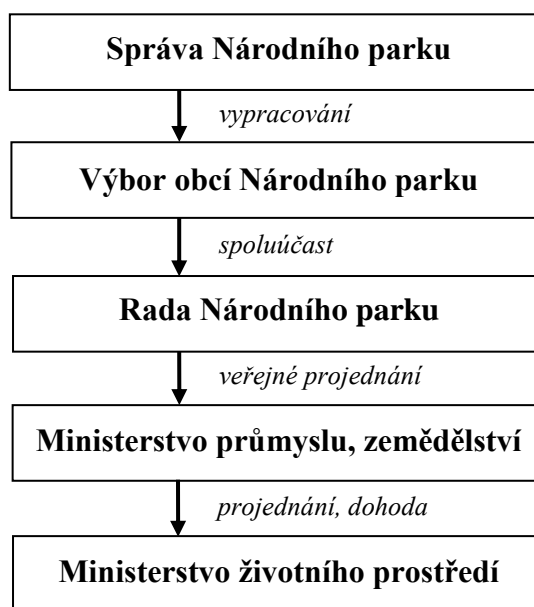 Správa Národního parku
vypracování
Výbor obcí Národního parku
spoluúčast
Rada Národního parku
veřejné projednání
Ministerstvo průmyslu, zemědělství
projednání, dohoda
Ministerstvo životního prostředí